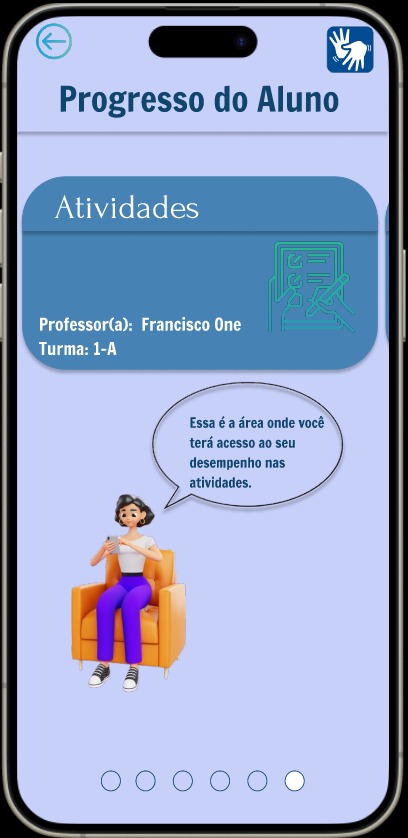 Progresso do Aluno
Atividades
Professor(a): Francisco One
Turma: 1-A
Essa é a área onde você
terá acesso ao seu
desempenho nas
atividades.